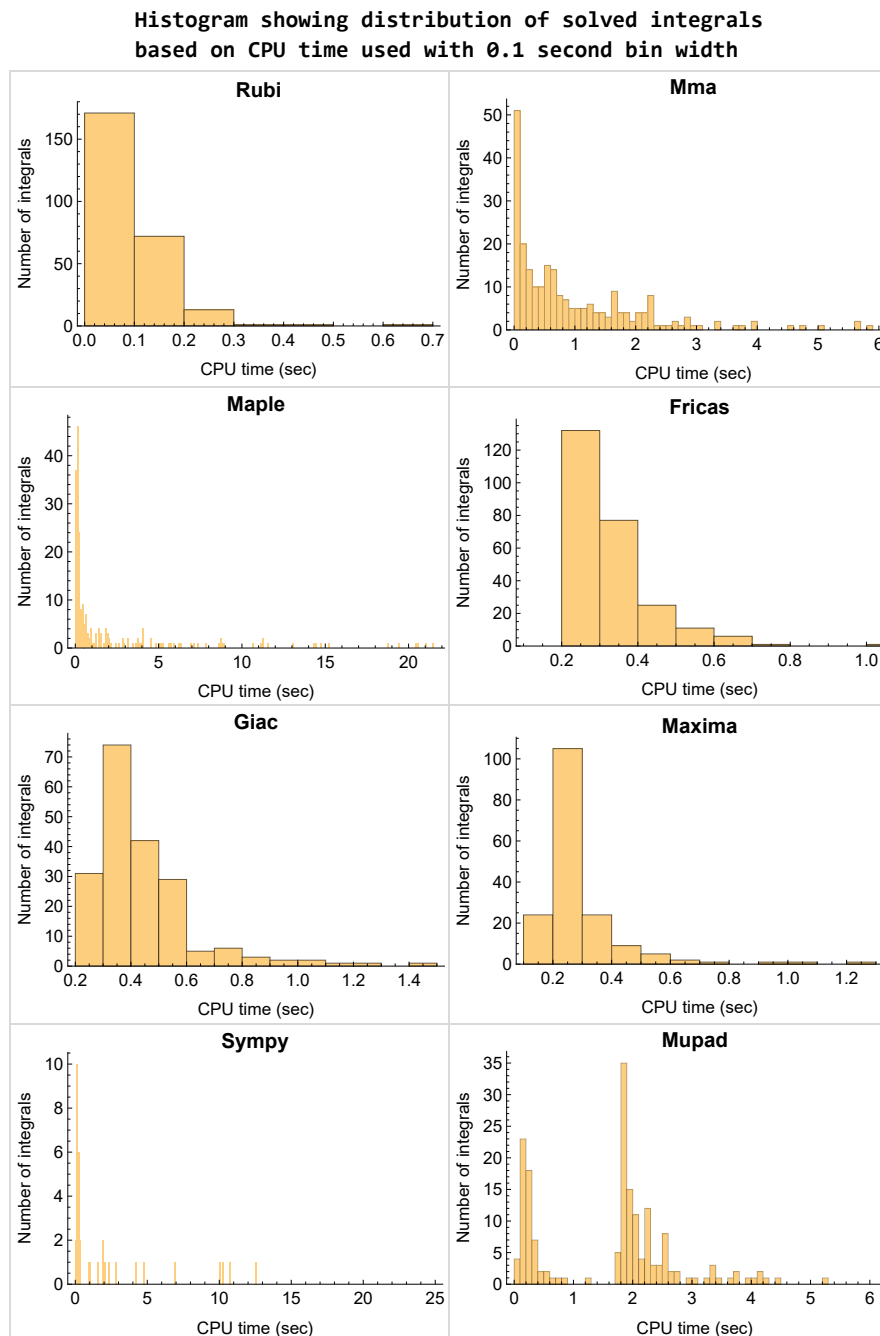 Histogram showing distribution of solved integrals
based on CPU time used with 0.1 second bin width
Rubi
Number of integrals
150
100
50
0
0.0 0.1 0.2 0.3 0.4 0.5 0.6 0.7
CPU time (sec)
Mma
Number of integrals
50
40
30
20
10
0
0 1 2 3 4 5 6
CPU time (sec)
Maple
Number of integrals
40
30
20
10
0
0 5 10 15 20
CPU time (sec)
Fricas
Number of integrals
120
100
80
60
40
20
0
0.2 0.4 0.6 0.8 1.0
CPU time (sec)
Giac
Number of integrals
70
60
50
40
30
20
10
0
0.2 0.4 0.6 0.8 1.0 1.2 1.4
CPU time (sec)
Maxima
Number of integrals
100
80
60
40
20
0
0.2 0.4 0.6 0.8 1.0 1.2
CPU time (sec)
Sympy
Number of integrals
10
8
6
4
2
0
0 5 10 15 20 25
CPU time (sec)
Mupad
Number of integrals
35
30
25
20
15
10
5
0
0 1 2 3 4 5 6
CPU time (sec)